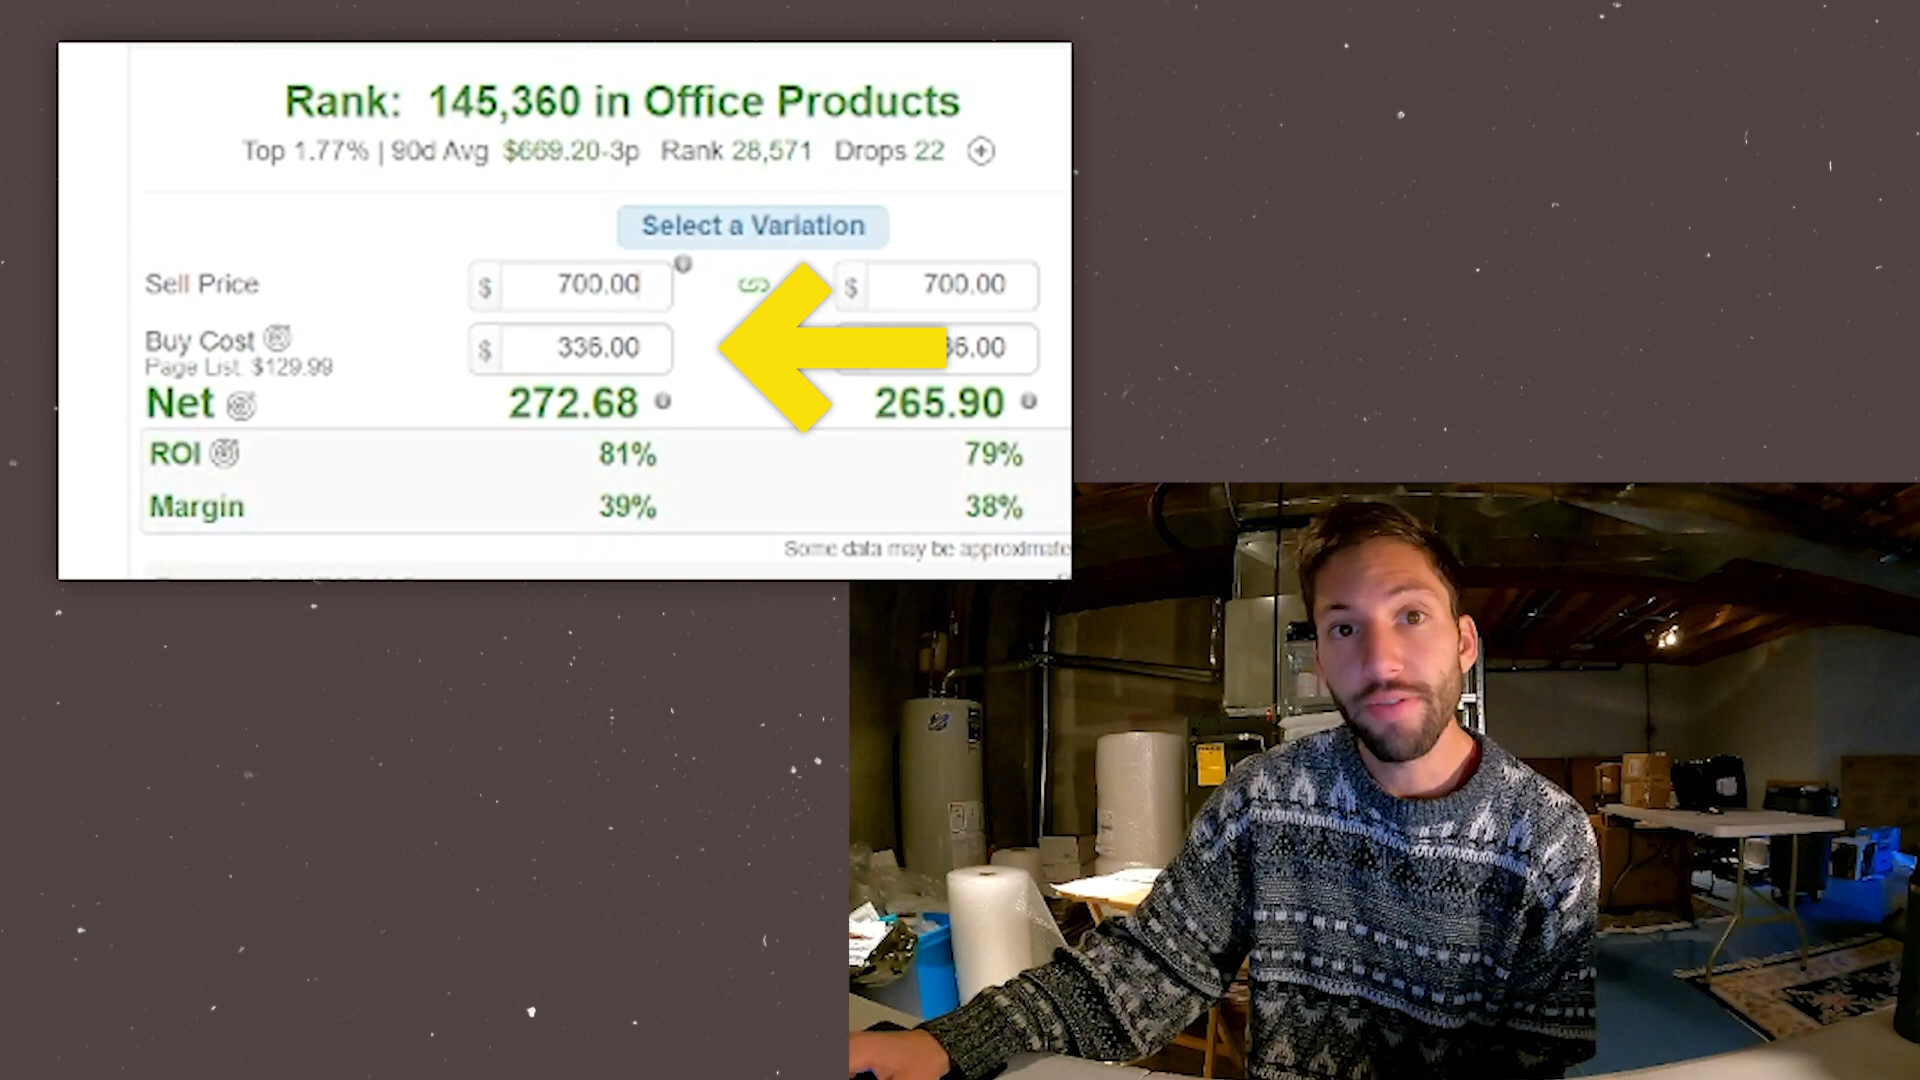 Rank: 145,360 in Office Products
Top 1.77% | 90d Avg $669.20-3p Rank 28,571 Drops 22
Select a Variation
Sell Price $ 700.00 $ 700.00
Buy Cost $ 336.00 36.00
Page List: $129.99
Net 272.68 265.90
ROI 81% 79%
Margin 39% 38%
Some data may be approximate